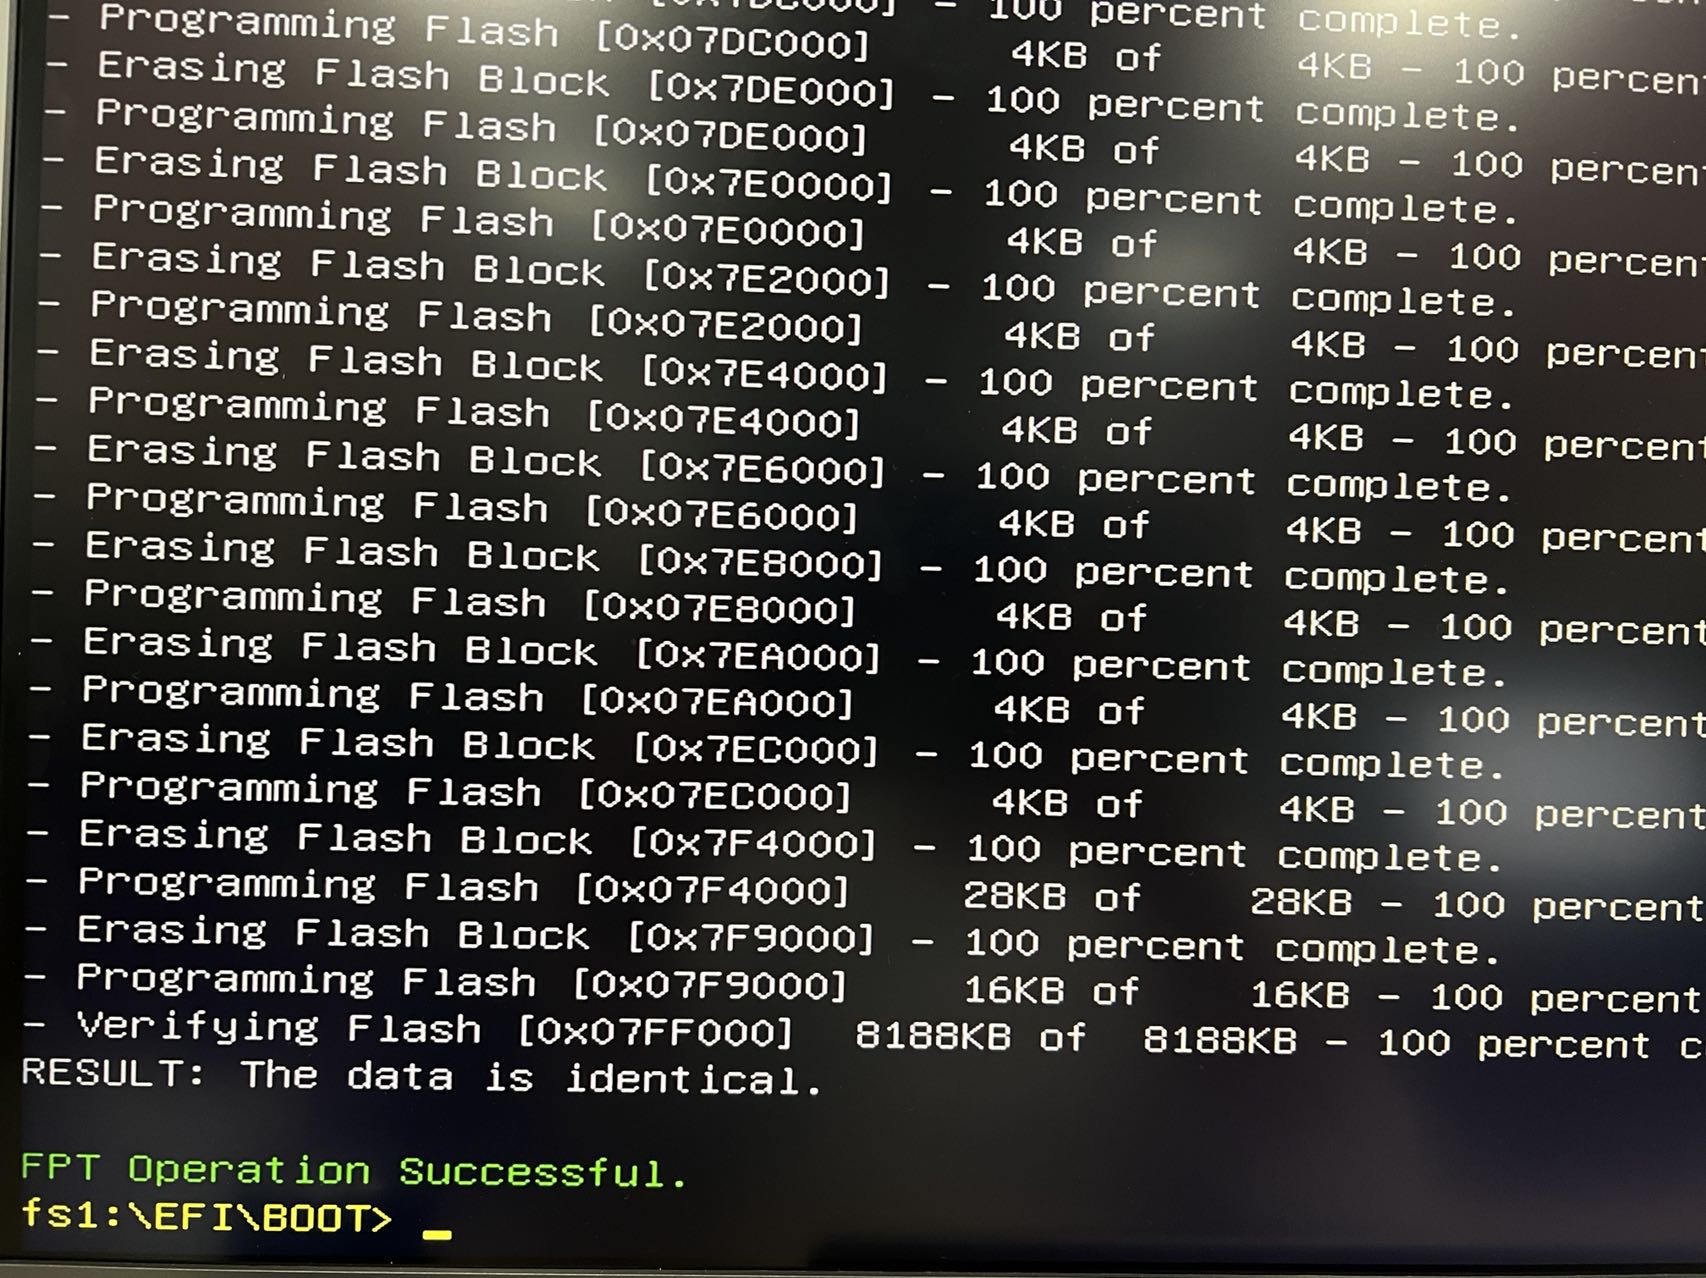 - 100 percent complete.
- Programming Flash [0x07DC000] 4KB of 4KB - 100 percent
- Erasing Flash Block [0x7DE000] - 100 percent complete.
- Programming Flash [0x07DE000] 4KB of 4KB - 100 percent
- Erasing Flash Block [0x7E0000] - 100 percent complete.
- Programming Flash [0x07E0000] 4KB of 4KB - 100 percent
- Erasing Flash Block [0x7E2000] - 100 percent complete.
- Programming Flash [0x07E2000] 4KB of 4KB - 100 percent
- Erasing Flash Block [0x7E4000] - 100 percent complete.
- Programming Flash [0x07E4000] 4KB of 4KB - 100 percent
- Erasing Flash Block [0x7E6000] - 100 percent complete.
- Programming Flash [0x07E6000] 4KB of 4KB - 100 percent
- Erasing Flash Block [0x7E8000] - 100 percent complete.
- Programming Flash [0x07E8000] 4KB of 4KB - 100 percent
- Erasing Flash Block [0x7EA000] - 100 percent complete.
- Programming Flash [0x07EA000] 4KB of 4KB - 100 percent
- Erasing Flash Block [0x7EC000] - 100 percent complete.
- Programming Flash [0x07EC000] 4KB of 4KB - 100 percent
- Erasing Flash Block [0x7F4000] - 100 percent complete.
- Programming Flash [0x07F4000] 28KB of 28KB - 100 percent
- Erasing Flash Block [0x7F9000] - 100 percent complete.
- Programming Flash [0x07F9000] 16KB of 16KB - 100 percent
- Verifying Flash [0x07FF000] 8188KB of 8188KB - 100 percent c
RESULT: The data is identical.
FPT Operation Successful.
fs1:\EFI\BOOT> _